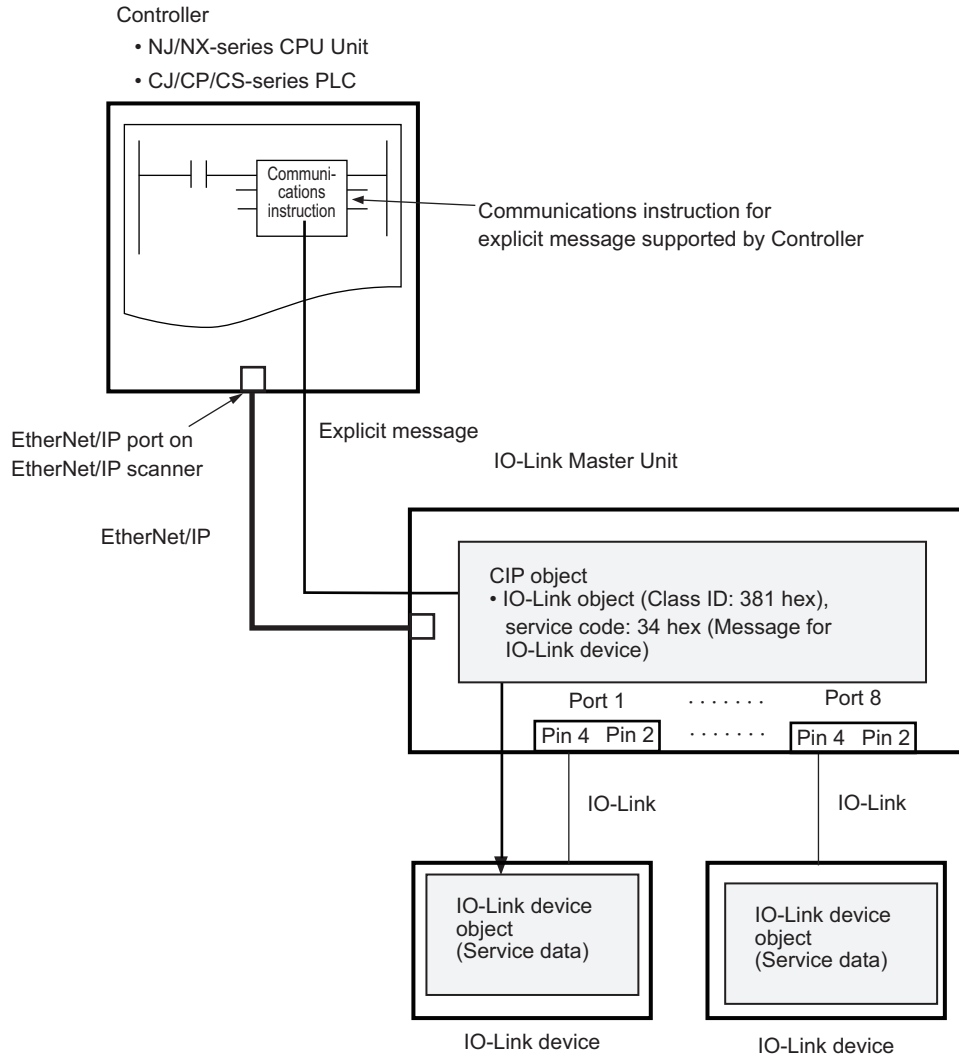 Controller
• NJ/NX-series CPU Unit
• CJ/CP/CS-series PLC
Communi-
cations
instruction
Communications instruction for
explicit message supported by Controller
EtherNet/IP port on
EtherNet/IP scanner
Explicit message
IO-Link Master Unit
EtherNet/IP
CIP object
• IO-Link object (Class ID: 381 hex),
service code: 34 hex (Message for
IO-Link device)
Port 1 ······· Port 8
Pin 4 Pin 2 ······· Pin 4 Pin 2
IO-Link
IO-Link
IO-Link device
object
(Service data)
IO-Link device
object
(Service data)
IO-Link device
IO-Link device